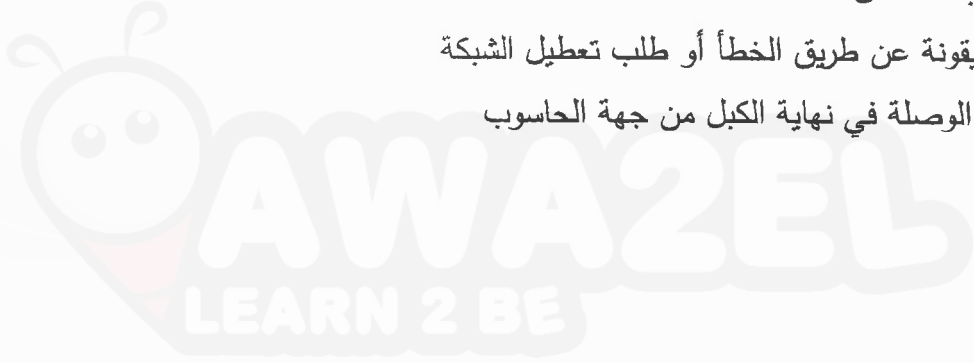 يقونة عن طريق الخطأ أو طلب تعطيل الشبكة
الوصلة في نهاية الكبل من جهة الحاسوب
AWA2EL
LEARN 2 BE